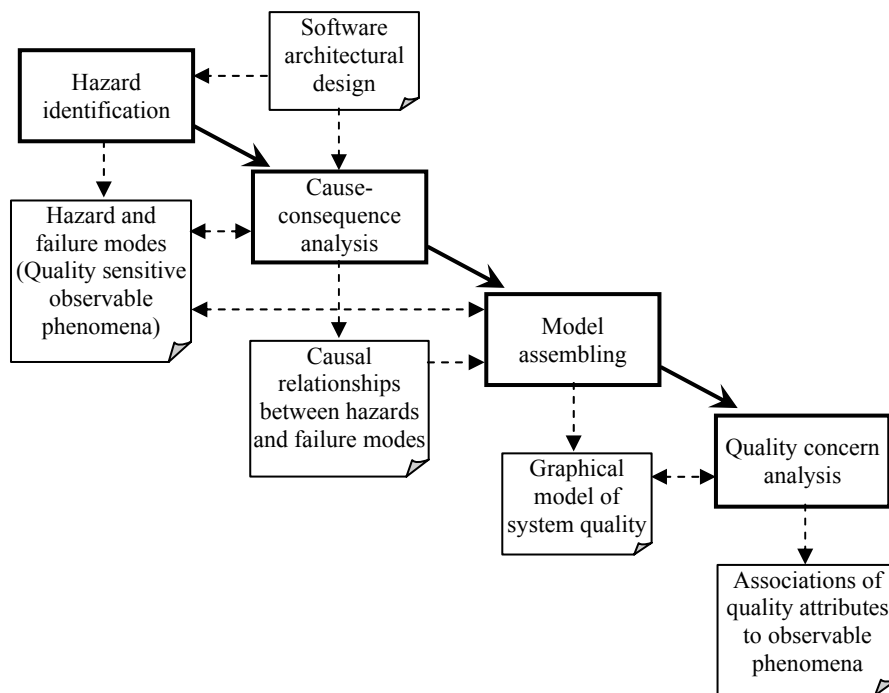 Software
architectural
design
Hazard
identification
Cause-
consequence
analysis
Hazard and
failure modes
(Quality sensitive
observable
phenomena)
Model
assembling
Causal
relationships
between hazards
and failure modes
Quality concern
analysis
Graphical
model of
system quality
Associations of
quality attributes
to observable
phenomena